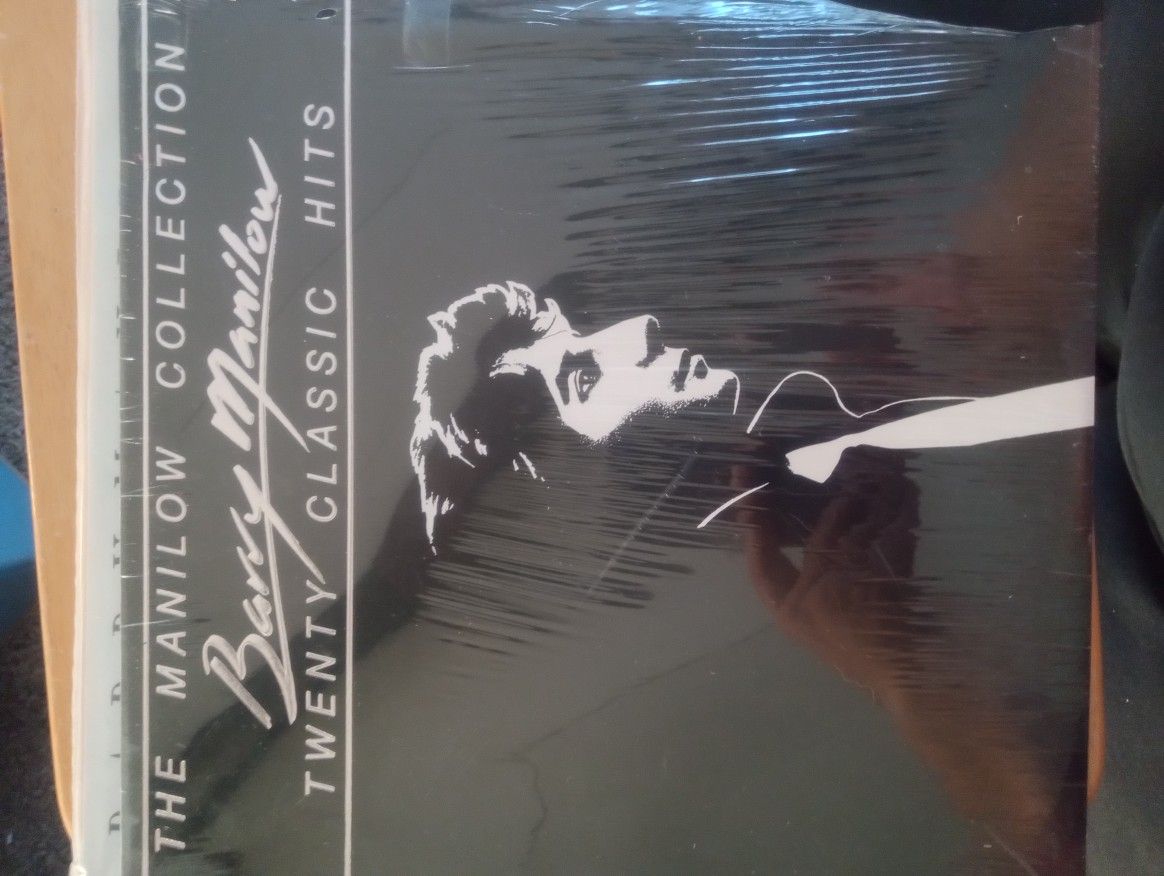 THE MANILOW COLLECTION
Barry Manilow
TWENTY CLASSIC HITS